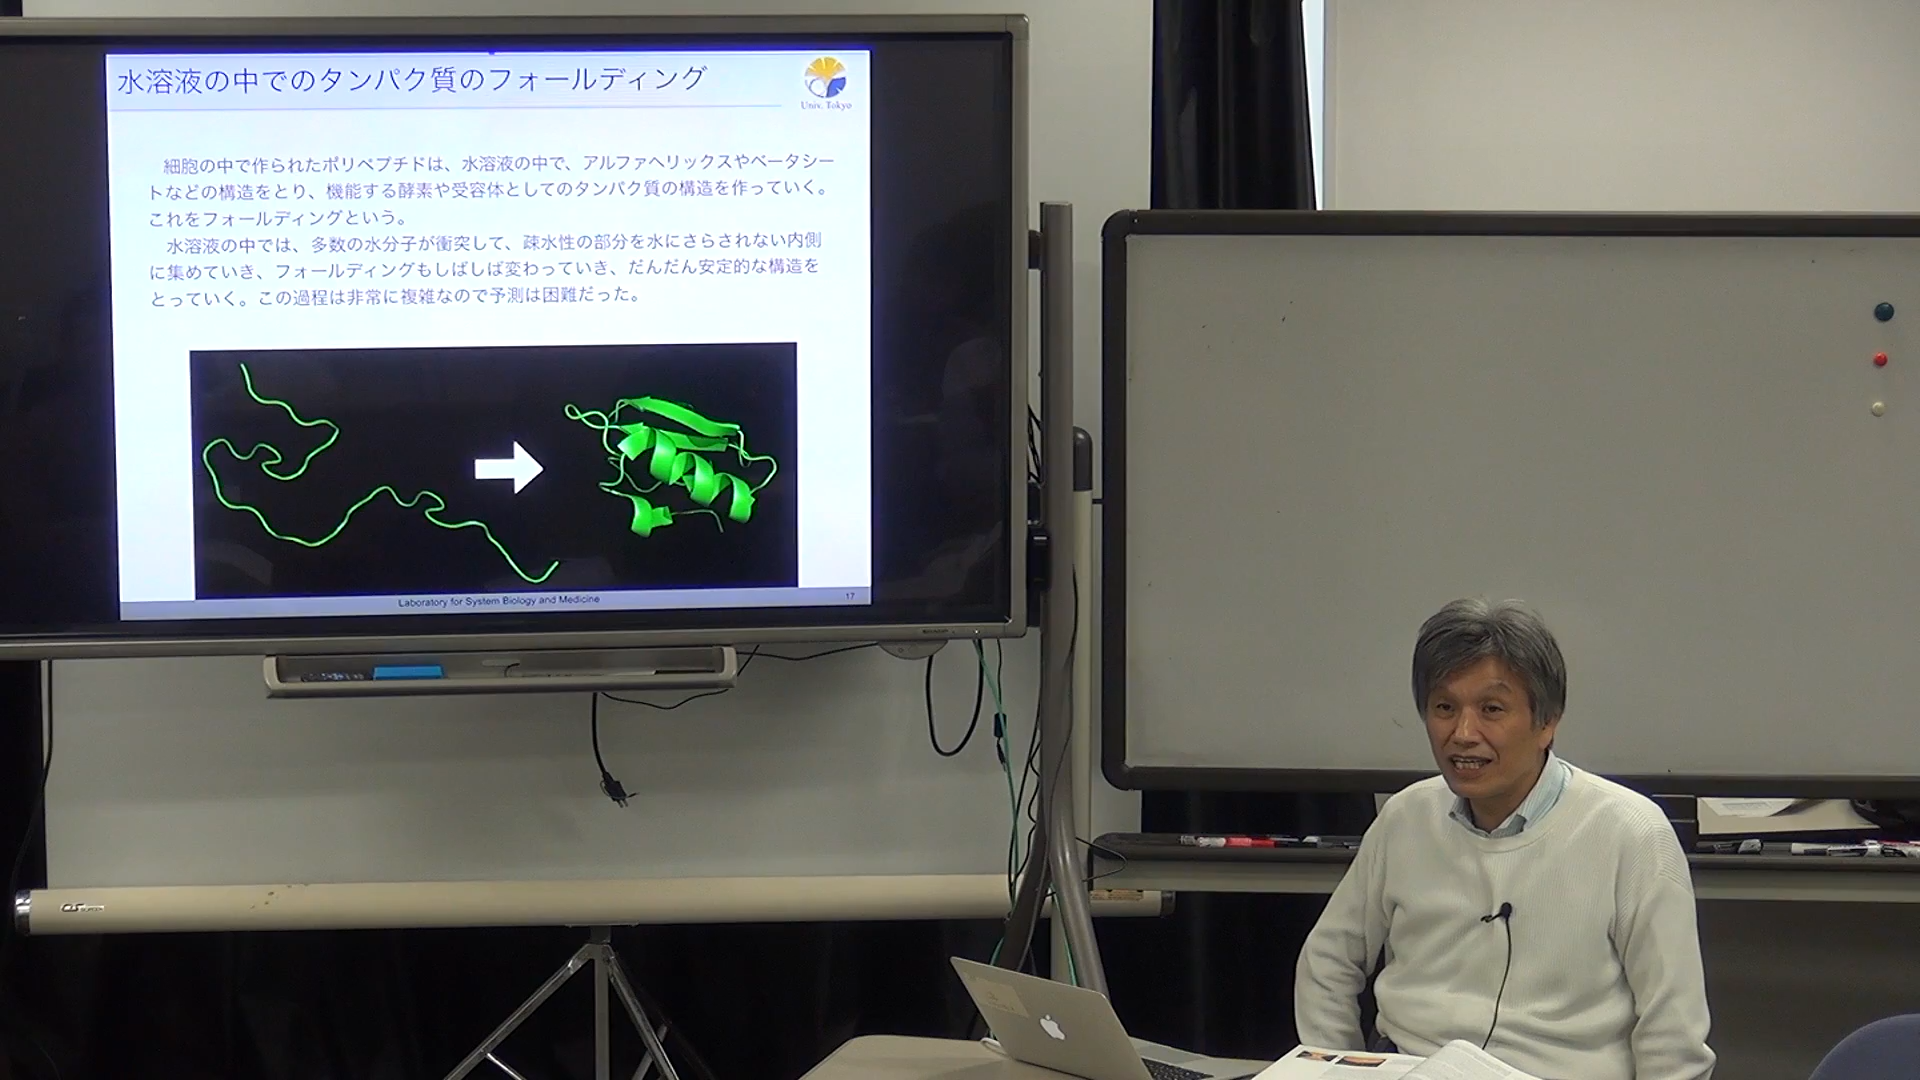 水溶液の中でのタンパク質のフォールディング
Univ. Tokyo
細胞の中で作られたポリペプチドは、水溶液の中で、アルファヘリックスやベータシー
トなどの構造をとり、機能する酵素や受容体としてのタンパク質の構造を作っていく。
これをフォールディングという。
水溶液の中では、多数の水分子が衝突して、疎水性の部分を水にさらされない内側
に集めていき、フォールディングもしばしば変わっていき、だんだん安定的な構造を
とっていく。この過程は非常に複雑なので予測は困難だった。
Laboratory for System Biology and Medicine
17